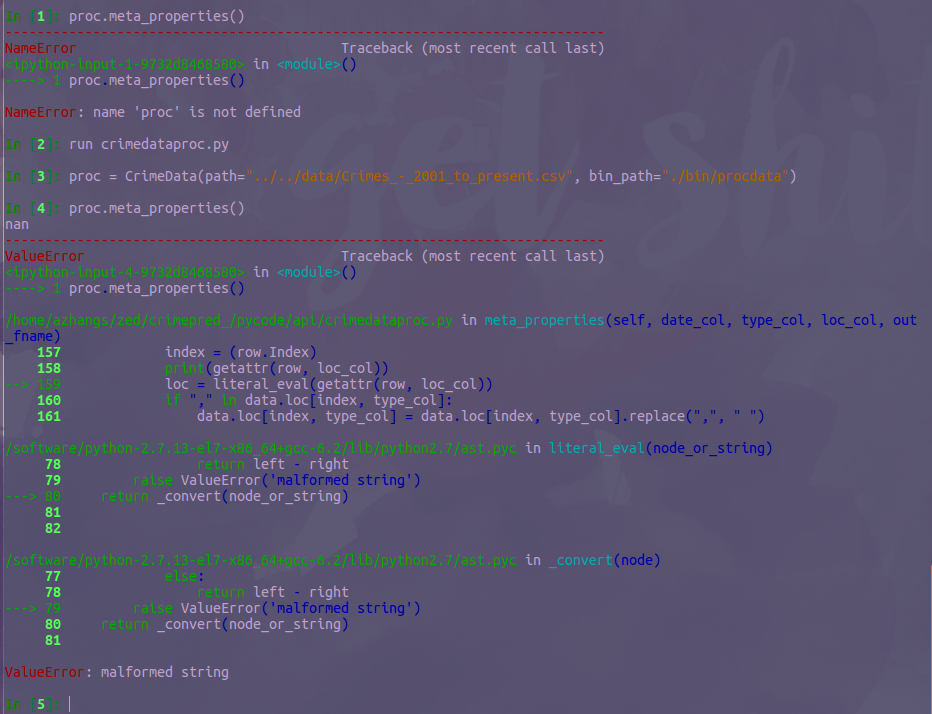 In [1]: proc.meta_properties()
---------------------------------------------------------------------------
NameError                                 Traceback (most recent call last)
<ipython-input-1-9732d8468580> in <module>()
----> 1 proc.meta_properties()

NameError: name 'proc' is not defined

In [2]: run crimedataproc.py

In [3]: proc = CrimeData(path="../../data/Crimes_-_2001_to_present.csv", bin_path="./bin/procdata")

In [4]: proc.meta_properties()
nan
---------------------------------------------------------------------------
ValueError                                Traceback (most recent call last)
<ipython-input-4-9732d8468580> in <module>()
----> 1 proc.meta_properties()

/home/azhangs/zed/crimepred_/pycode/api/crimedataproc.py in meta_properties(self, date_col, type_col, loc_col, out
_fname)
    157             index = (row.Index)
    158             print(getattr(row, loc_col))
--> 159             loc = literal_eval(getattr(row, loc_col))
    160             if "," in data.loc[index, type_col]:
    161                 data.loc[index, type_col] = data.loc[index, type_col].replace(",", " ")

/software/python-2.7.13-el7-x86_64+gcc-6.2/lib/python2.7/ast.pyc in literal_eval(node_or_string)
     78                 return left - right
     79         raise ValueError('malformed string')
---> 80     return _convert(node_or_string)
     81
     82

/software/python-2.7.13-el7-x86_64+gcc-6.2/lib/python2.7/ast.pyc in _convert(node)
     77             else:
     78                 return left - right
---> 79         raise ValueError('malformed string')
     80     return _convert(node_or_string)
     81

ValueError: malformed string

In [5]:
get shit